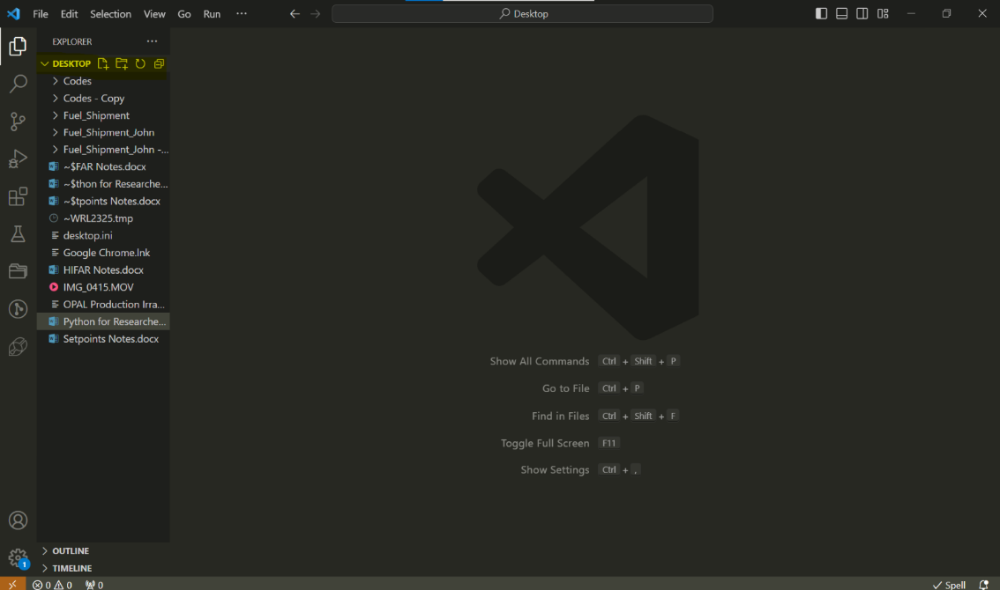 File Edit Selection View Go Run ···
Desktop
EXPLORER ···
DESKTOP
Codes
Codes - Copy
Fuel_Shipment
Fuel_Shipment_John
Fuel_Shipment_John -...
~$FAR Notes.docx
~$thon for Researche...
~$tpoints Notes.docx
~WRL2325.tmp
desktop.ini
Google Chrome.lnk
HIFAR Notes.docx
IMG_0415.MOV
OPAL Production Irra...
Python for Researche...
Setpoints Notes.docx
Show All Commands Ctrl + Shift + P
Go to File Ctrl + P
Find in Files Ctrl + Shift + F
Toggle Full Screen F11
Show Settings Ctrl + ,
1
OUTLINE
TIMELINE
0 0 0 Spell